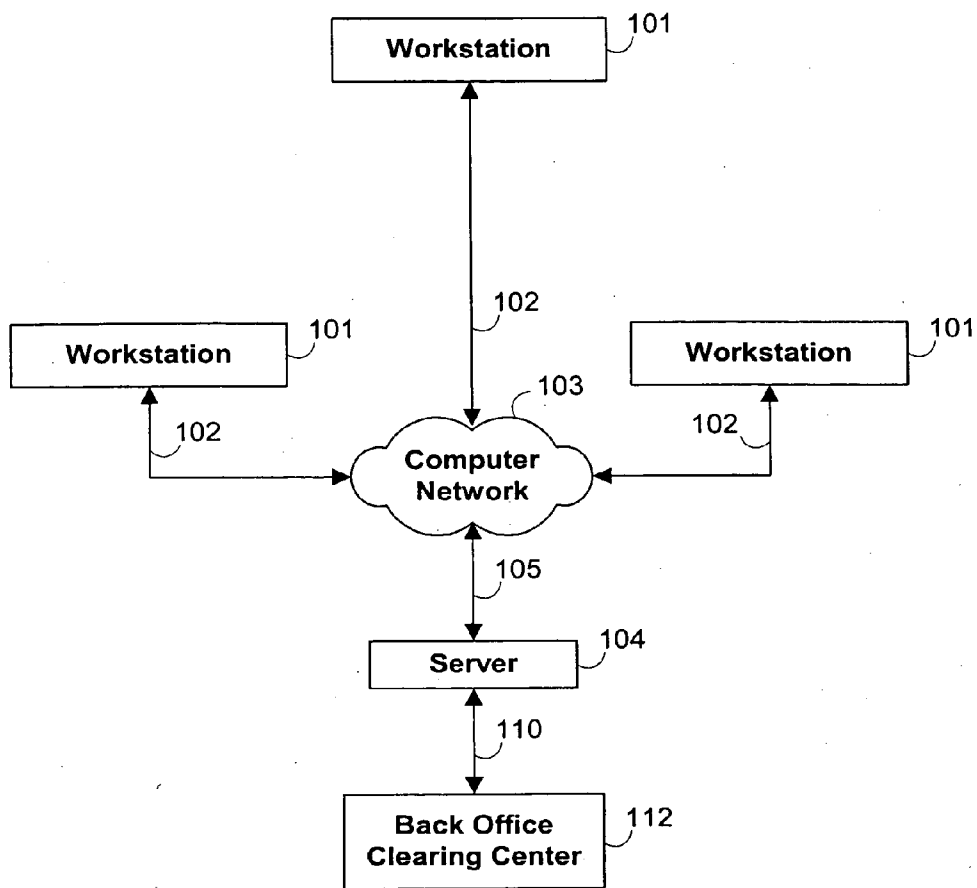 Workstation
101
102
Workstation
101
Workstation
101
103
102
102
Computer
Network
105
Server
104
110
Back Office
Clearing Center
112